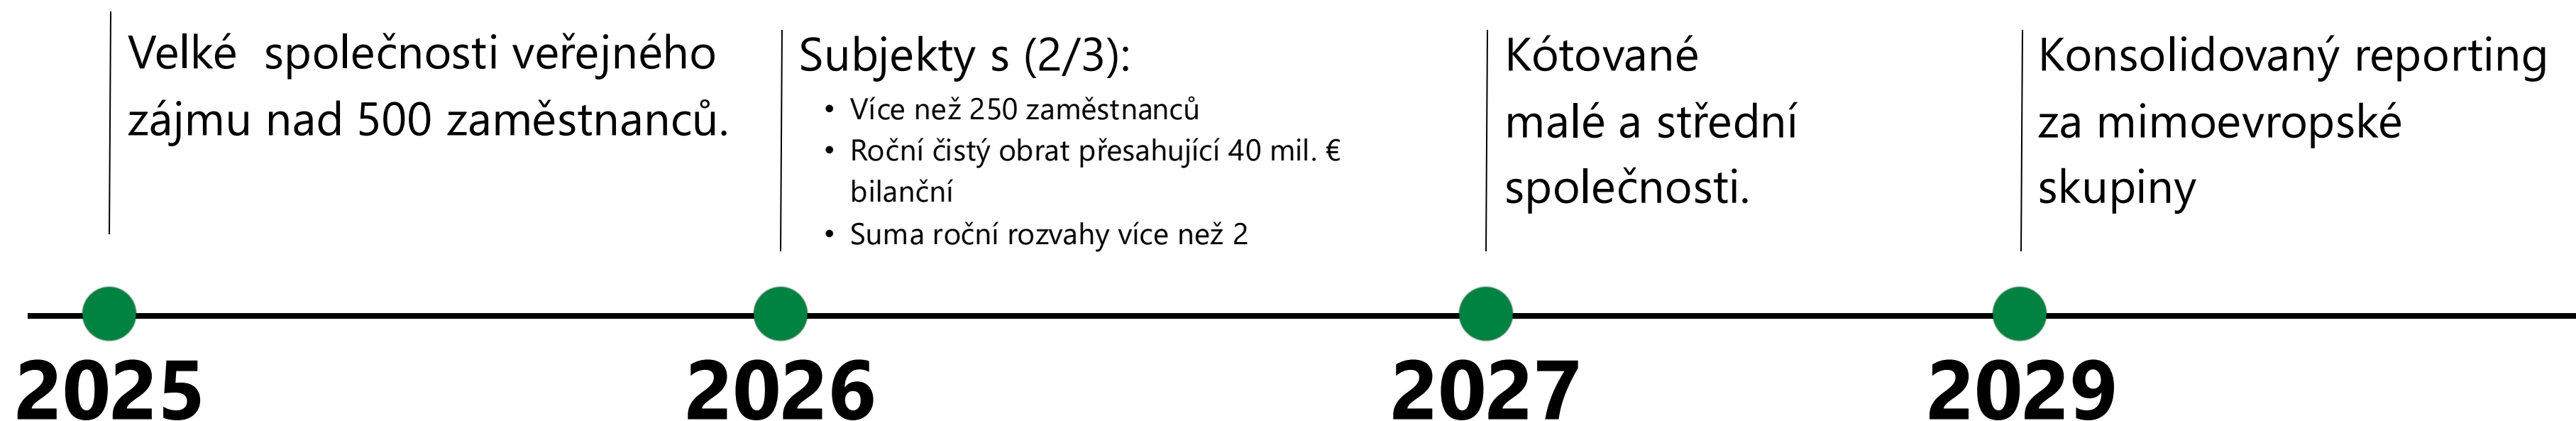 Velké  společnosti veřejného
zájmu nad 500 zaměstnanců.
Subjekty s (2/3):
• Více než 250 zaměstnanců
• Roční čistý obrat přesahující 40 mil. €
bilanční
• Suma roční rozvahy více než 2
Kótované
malé a střední
společnosti.
Konsolidovaný reporting
za mimoevropské
skupiny
2025
2026
2027
2029